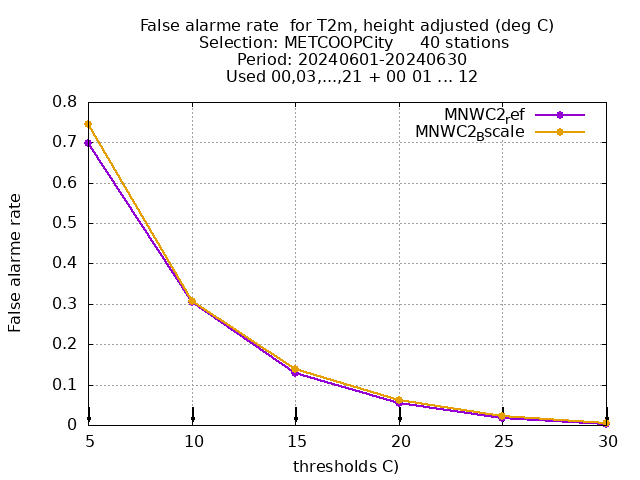 False alarme rate  for T2m, height adjusted (deg C)
Selection: METCOOPCity     40 stations
Period: 20240601-20240630
Used 00,03,...,21 + 00 01 ... 12
0.8
MNWC2ref
MNWC2Bscale
0.7
0.6
0.5
0.4
0.3
0.2
0.1
0
False alarme rate
5 10 15 20 25 30
thresholds C)